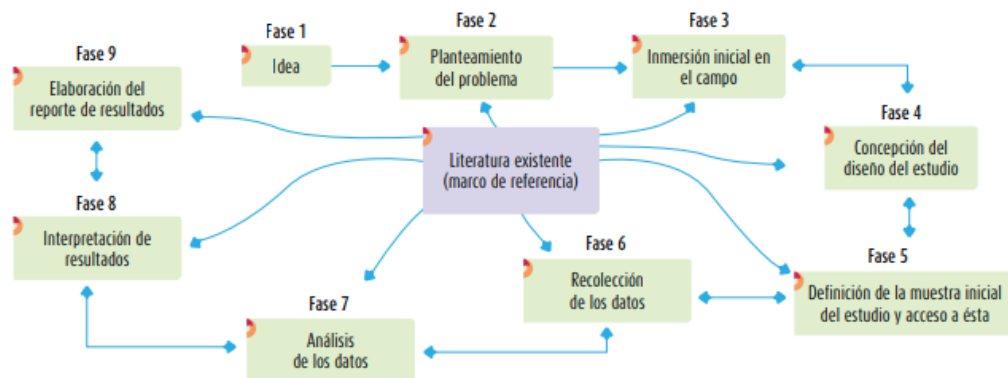 Fase 1
Idea
Fase 2
Planteamiento
del problema
Fase 3
Inmersión inicial en
el campo
Fase 4
Concepción del
diseño del estudio
Fase 5
Definición de la muestra inicial
del estudio y acceso a ésta
Fase 6
Recolección
de los datos
Fase 7
Análisis
de los datos
Fase 8
Interpretación de
resultados
Fase 9
Elaboración del
reporte de resultados
Literatura existente
(marco de referencia)